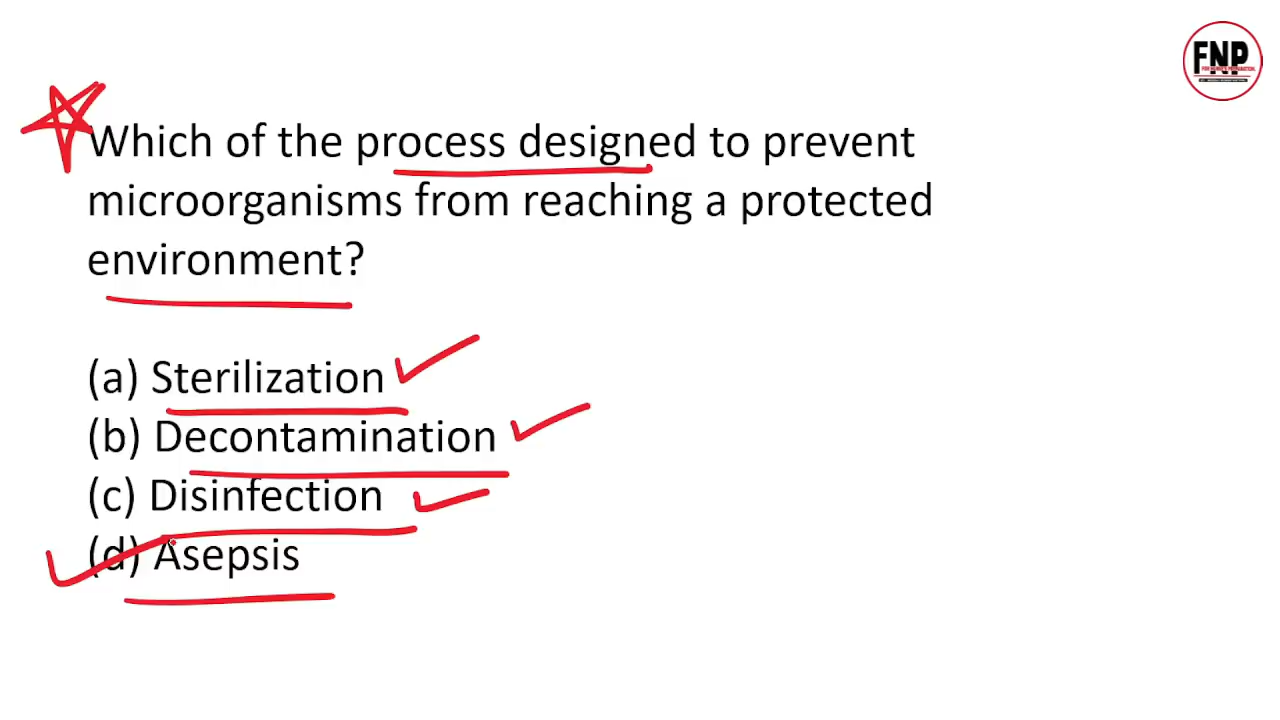 FNP
Which of the process designed to prevent
microorganisms from reaching a protected
environment?
(a) Sterilization
(b) Decontamination
(c) Disinfection
(d) Asepsis